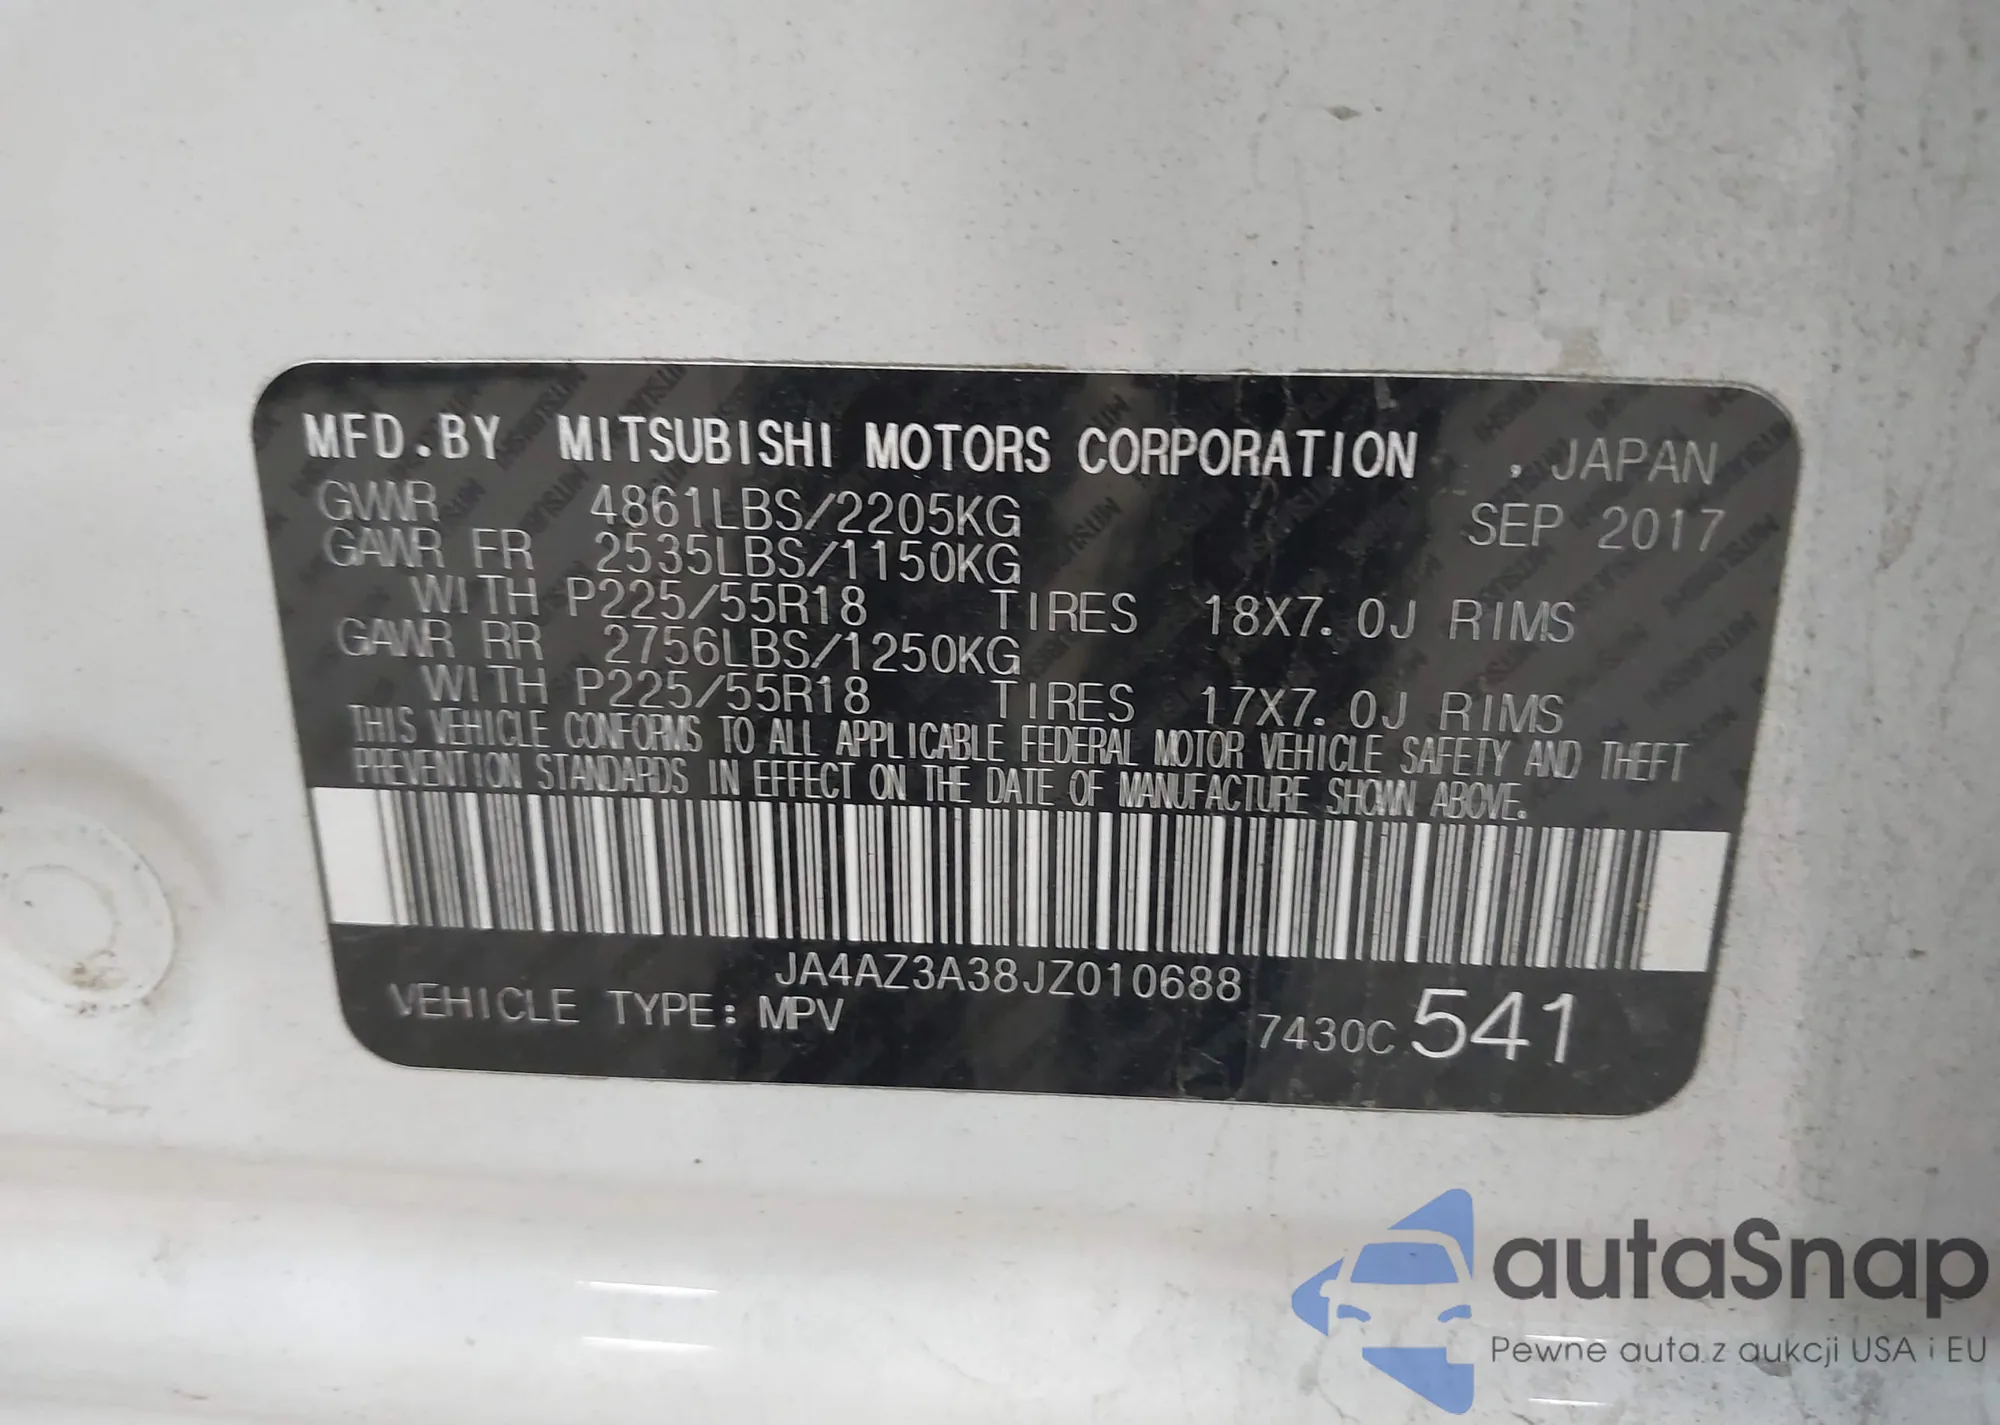 MFD.BY MITSUBISHI MOTORS CORPORATION , JAPAN
GVWR 4861LBS/2205KG SEP 2017
GAWR FR 2535LBS/1150KG
WITH P225/55R18 TIRES 18X7.0J RIMS
GAWR RR 2756LBS/1250KG
WITH P225/55R18 TIRES 17X7.0J RIMS
THIS VEHICLE CONFORMS TO ALL APPLICABLE FEDERAL MOTOR VEHICLE SAFETY AND THEFT
PREVENTION STANDARDS IN EFFECT ON THE DATE OF MANUFACTURE SHOWN ABOVE.
JA4AZ3A38JZ010688
VEHICLE TYPE: MPV 7430C 541
autaSnap
Pewne auta z aukcji USA i EU